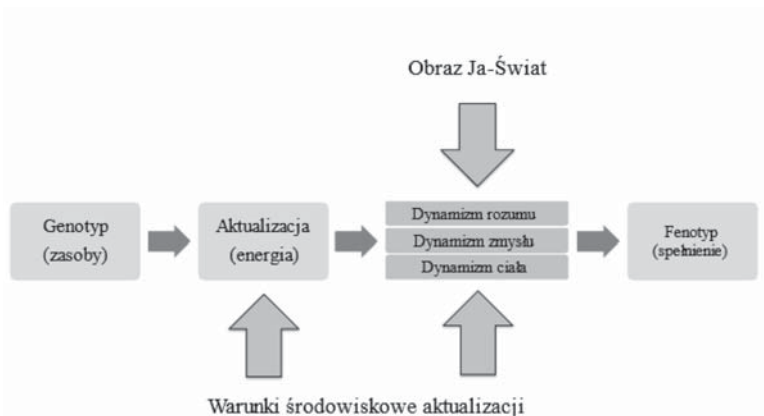 Obraz Ja-Świat
Genotyp
(zasoby)
Aktualizacja
(energia)
Dynamizm rozumu
Dynamizm zmysłu
Dynamizm ciała
Fenotyp
(spełnienie)
Warunki środowiskowe aktualizacji